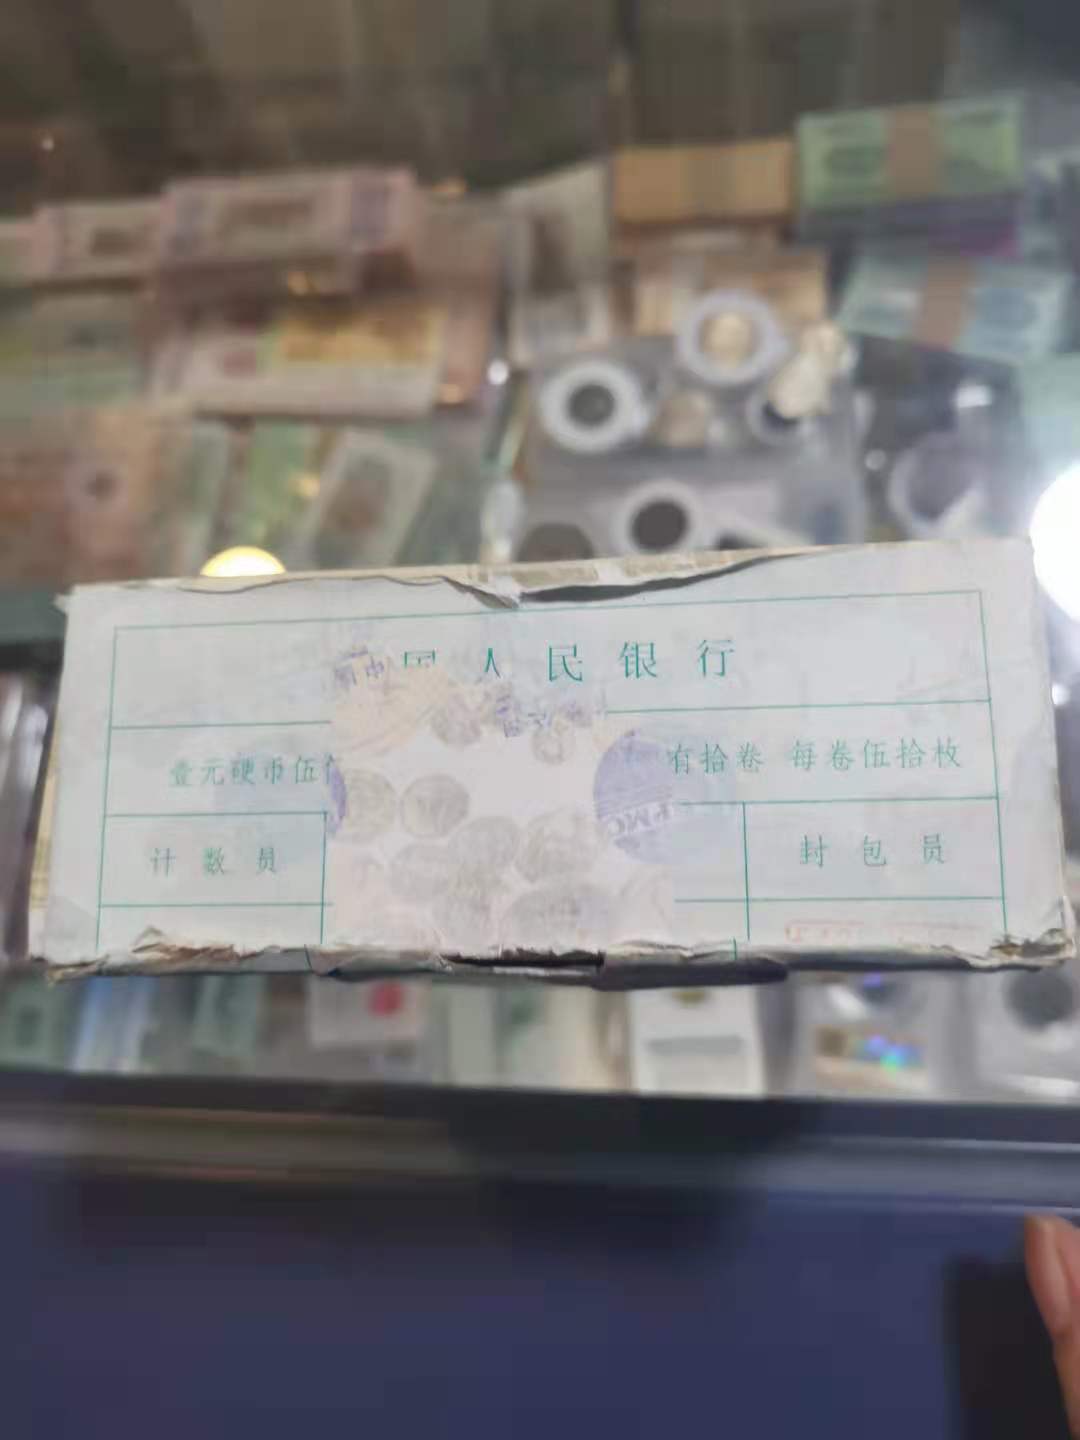 国 人 民 银 行
壹元硬币伍
有拾卷 每卷伍拾枚
计 数 员
封 包 员